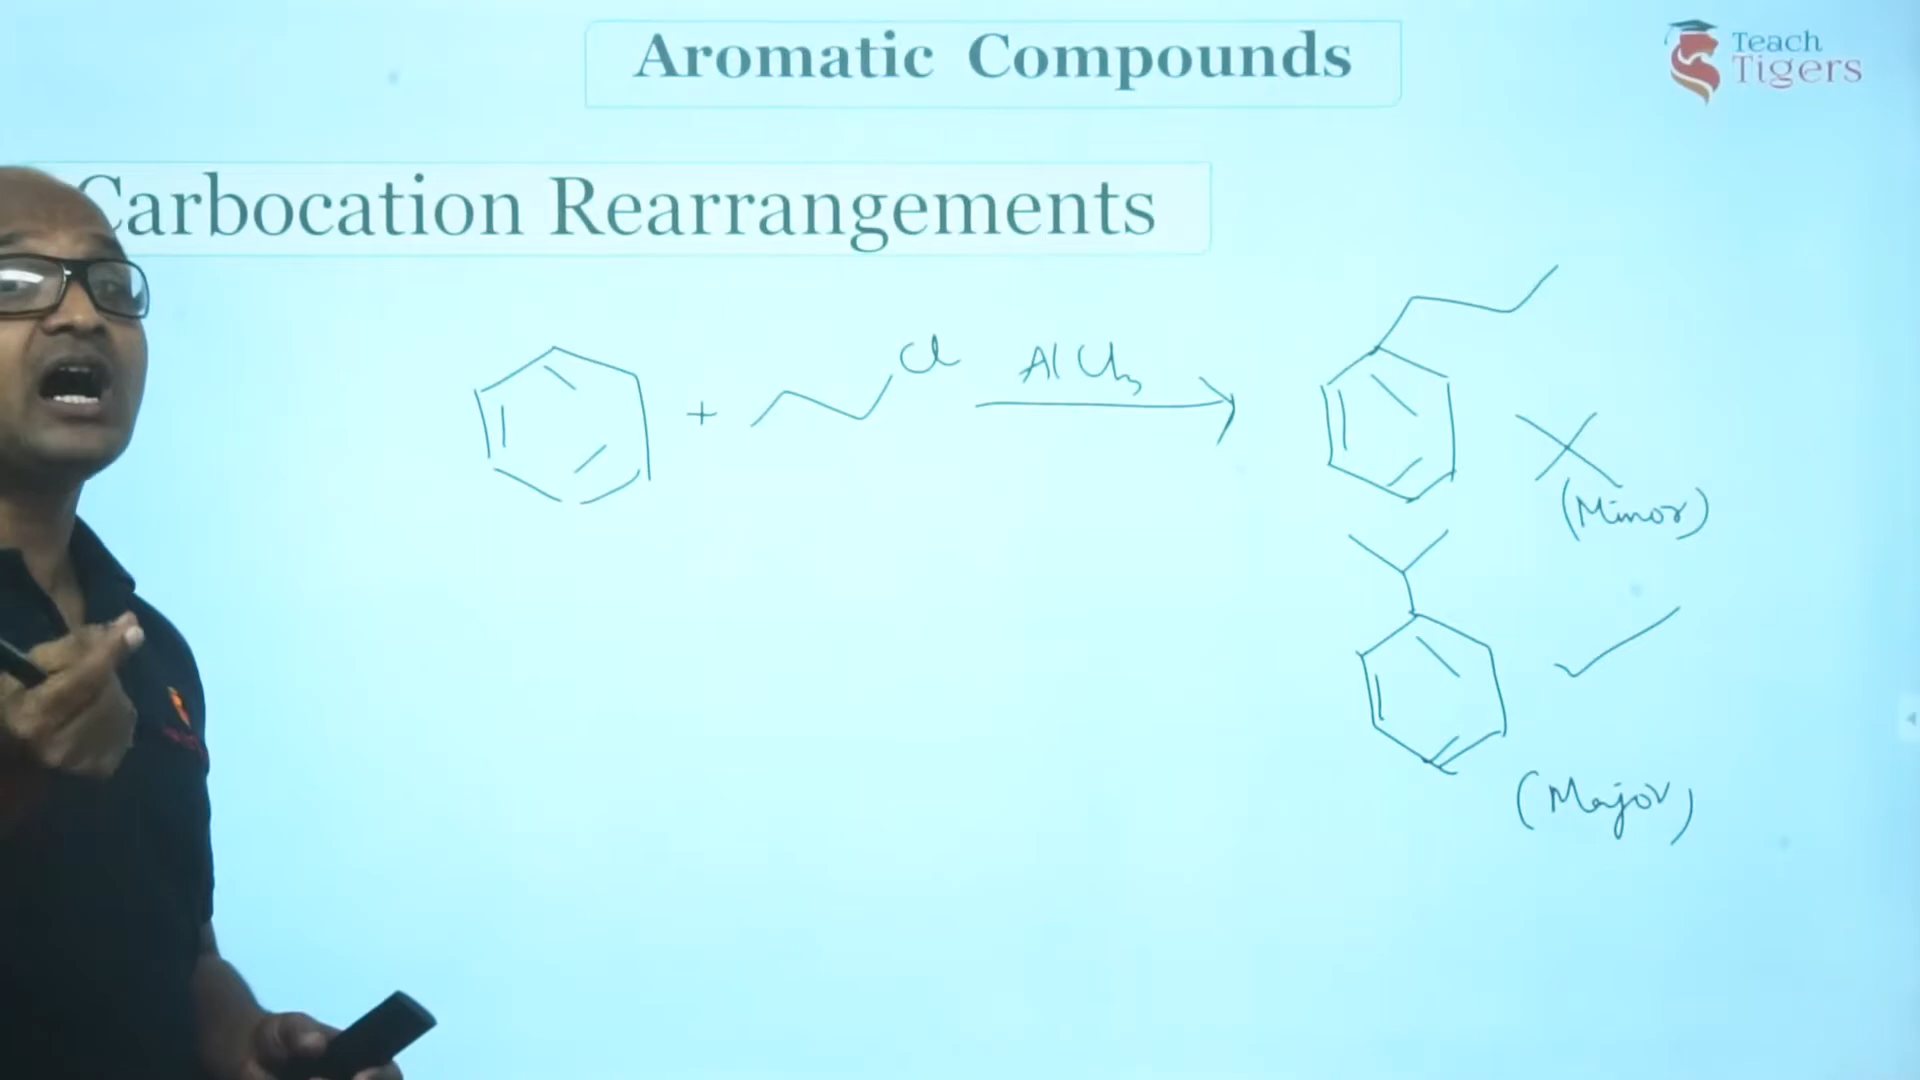 Aromatic Compounds
Teach
Tigers
Carbocation Rearrangements
+
Cl
AlCl3
(Minor)
(Major)